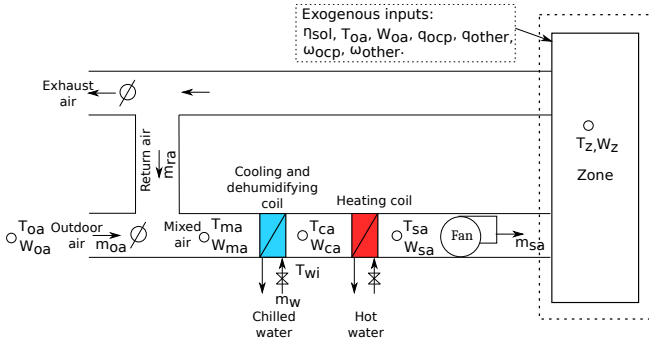 Exogenous inputs:
ηsol, Toa, Woa, qocp, qother,
ωocp, ωother.
Exhaust
air
Return air
mra
Tz,Wz
Zone
Cooling and
dehumidifying
coil
Heating coil
Toa
Woa
Outdoor
air
moa
Mixed
air
Tma
Wma
Tca
Wca
Tsa
Wsa
Fan
msa
Twi
mw
Chilled
water
Hot
water